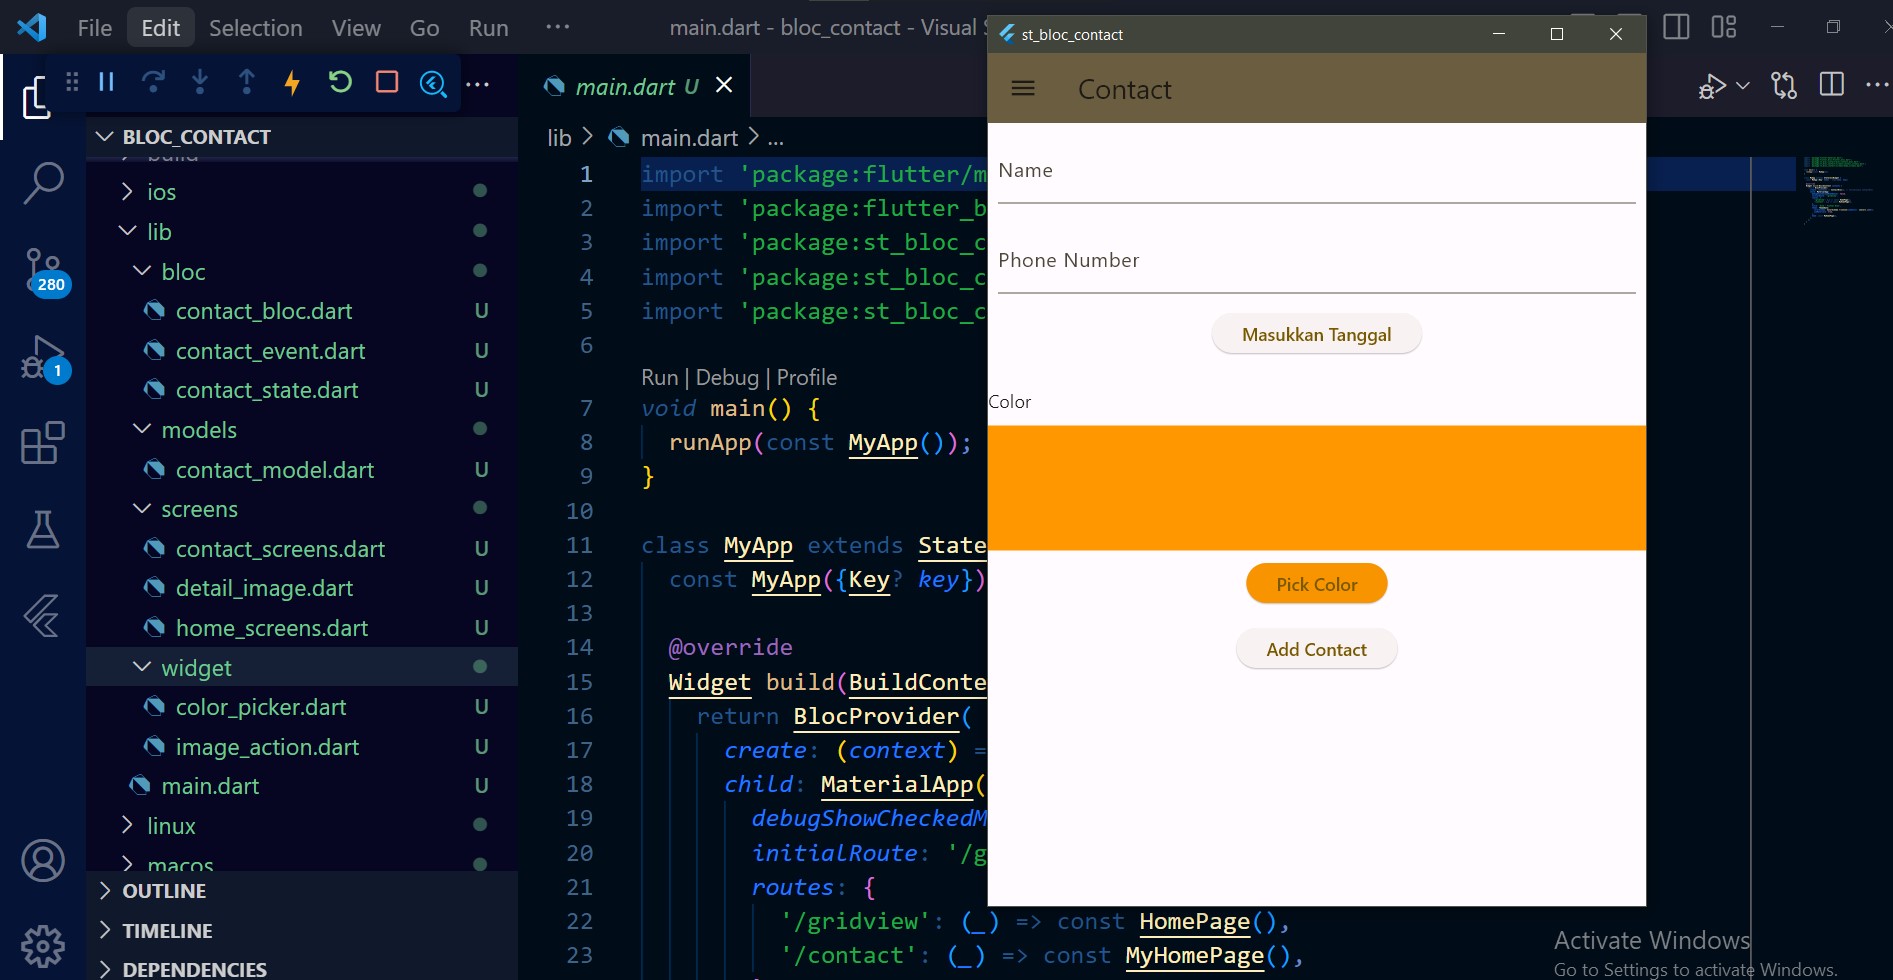 File Edit Selection View Go Run ··· main.dart - bloc_contact - Visual S
st_bloc_contact
Contact
Name
Phone Number
Masukkan Tanggal
Color
Pick Color
Add Contact
BLOC_CONTACT
build
ios
lib
bloc
contact_bloc.dart U
contact_event.dart U
contact_state.dart U
models
contact_model.dart U
screens
contact_screens.dart U
detail_image.dart U
home_screens.dart U
widget
color_picker.dart U
image_action.dart U
main.dart U
linux
macos
OUTLINE
TIMELINE
DEPENDENCIES
280
1
main.dart U
lib > main.dart > ...
1 import 'package:flutter/m
2 import 'package:flutter_b
3 import 'package:st_bloc_c
4 import 'package:st_bloc_c
5 import 'package:st_bloc_c
6
Run | Debug | Profile
7 void main() {
8 runApp(const MyApp());
9 }
10
11 class MyApp extends State
12 const MyApp({Key? key})
13
14 @override
15 Widget build(BuildConte
16 return BlocProvider(
17 create: (context) =
18 child: MaterialApp(
19 debugShowCheckedM
20 initialRoute: '/g
21 routes: {
22 '/gridview': (_) => const HomePage(),
23 '/contact': (_) => const MyHomePage(),
Activate Windows
Go to Settings to activate Windows.